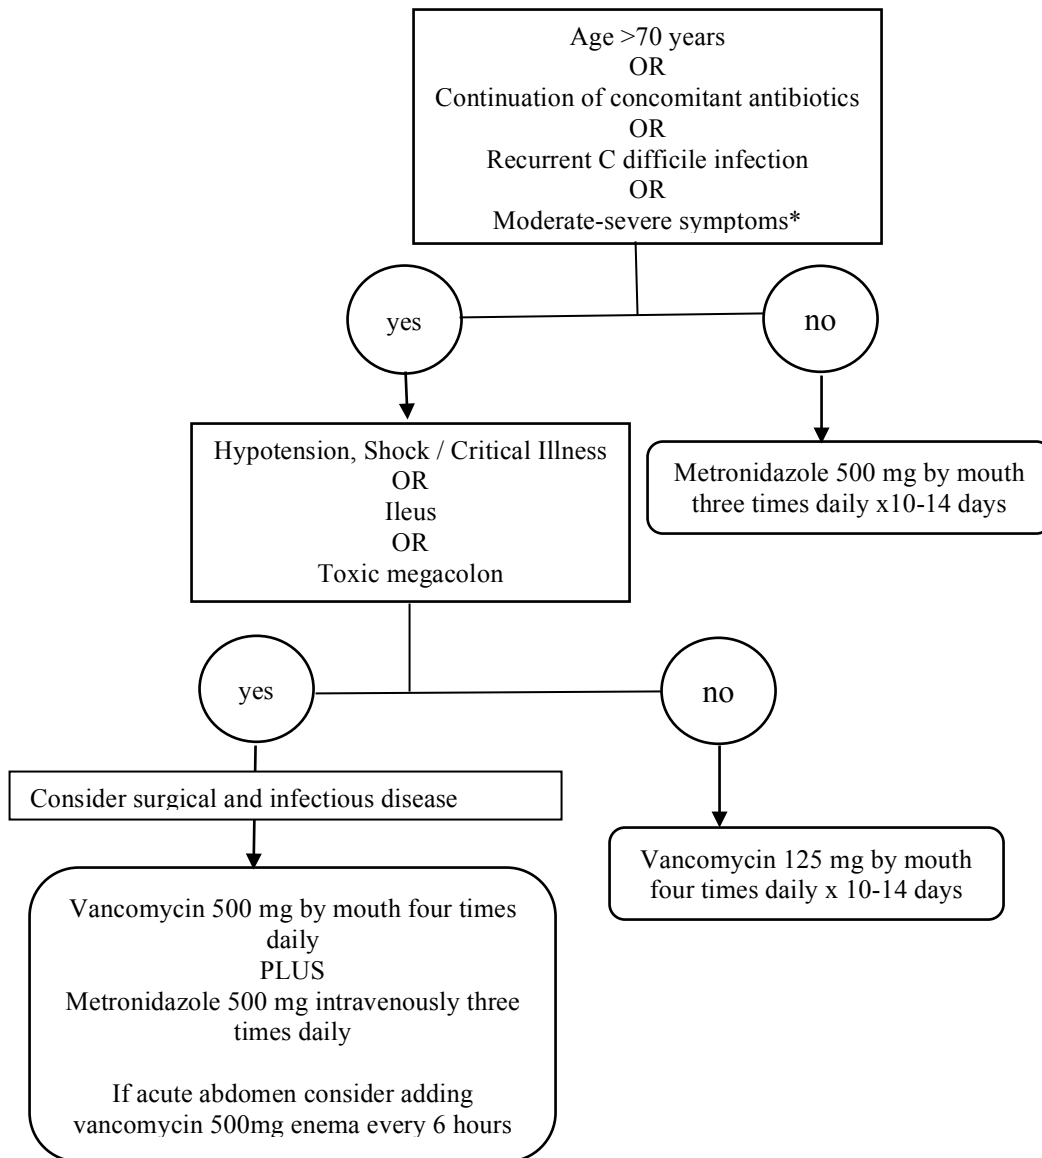 Age >70 years
OR
Continuation of concomitant antibiotics
OR
Recurrent C difficile infection
OR
Moderate-severe symptoms*
yes
no
Hypotension, Shock / Critical Illness
OR
Ileus
OR
Toxic megacolon
Metronidazole 500 mg by mouth
three times daily x10-14 days
yes
no
Consider surgical and infectious disease
Vancomycin 125 mg by mouth
four times daily x 10-14 days
Vancomycin 500 mg by mouth four times
daily
PLUS
Metronidazole 500 mg intravenously three
times daily
If acute abdomen consider adding
vancomycin 500mg enema every 6 hours